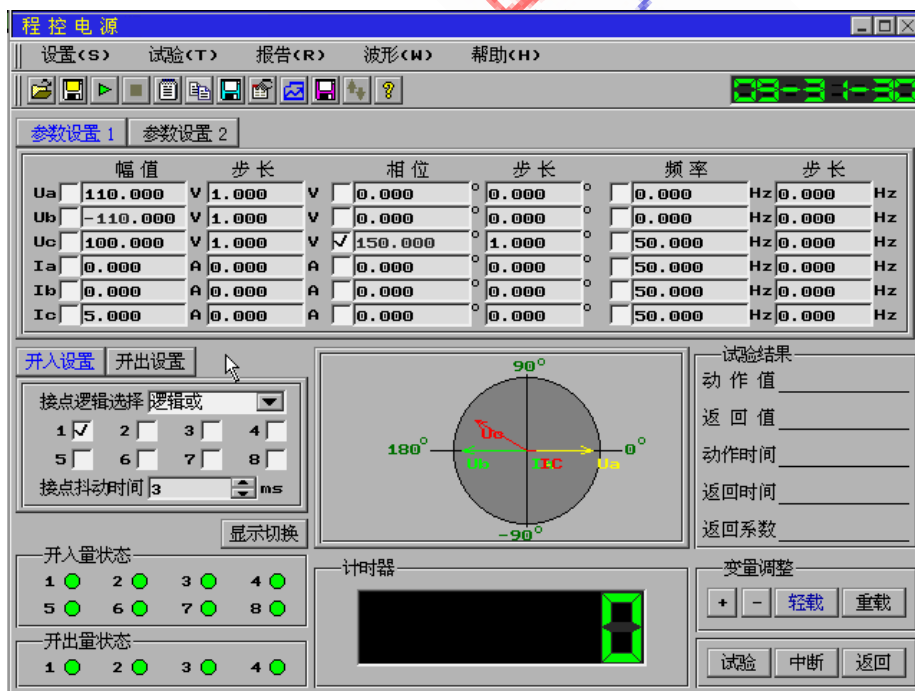 程控电源
设置(S) 试验(T) 报告(R) 波形(W) 帮助(H)
09-31-30
参数设置 1 参数设置 2
幅值 步长 相位 步长 频率 步长
Ua 110.000 V 1.000 V 0.000 ° 0.000 ° 0.000 Hz 0.000 Hz
Ub -110.000 V 1.000 V 0.000 ° 0.000 ° 0.000 Hz 0.000 Hz
Uc 100.000 V 1.000 V 150.000 ° 1.000 ° 50.000 Hz 0.000 Hz
Ia 0.000 A 0.000 A 0.000 ° 0.000 ° 50.000 Hz 0.000 Hz
Ib 0.000 A 0.000 A 0.000 ° 0.000 ° 50.000 Hz 0.000 Hz
Ic 5.000 A 0.000 A 0.000 ° 0.000 ° 50.000 Hz 0.000 Hz
开入设置 开出设置
接点逻辑选择 逻辑或
1 2 3 4
5 6 7 8
接点抖动时间 3 ms
显示切换
开入量状态
1 2 3 4
5 6 7 8
开出量状态
1 2 3 4
90°
180° 0°
Uc
Ub IIC Ua
-90°
计时器
0
试验结果
动作值
返回值
动作时间
返回时间
返回系数
变量调整
+ - 轻载 重载
试验 中断 返回